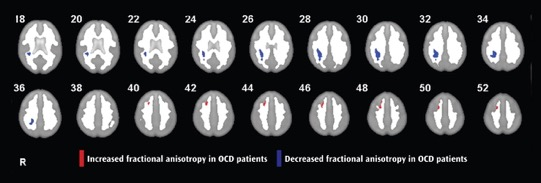 18 20 22 24 26 28 30 32 34
36 38 40 42 44 46 48 50 52
R
Increased fractional anisotropy in OCD patients Decreased fractional anisotropy in OCD patients